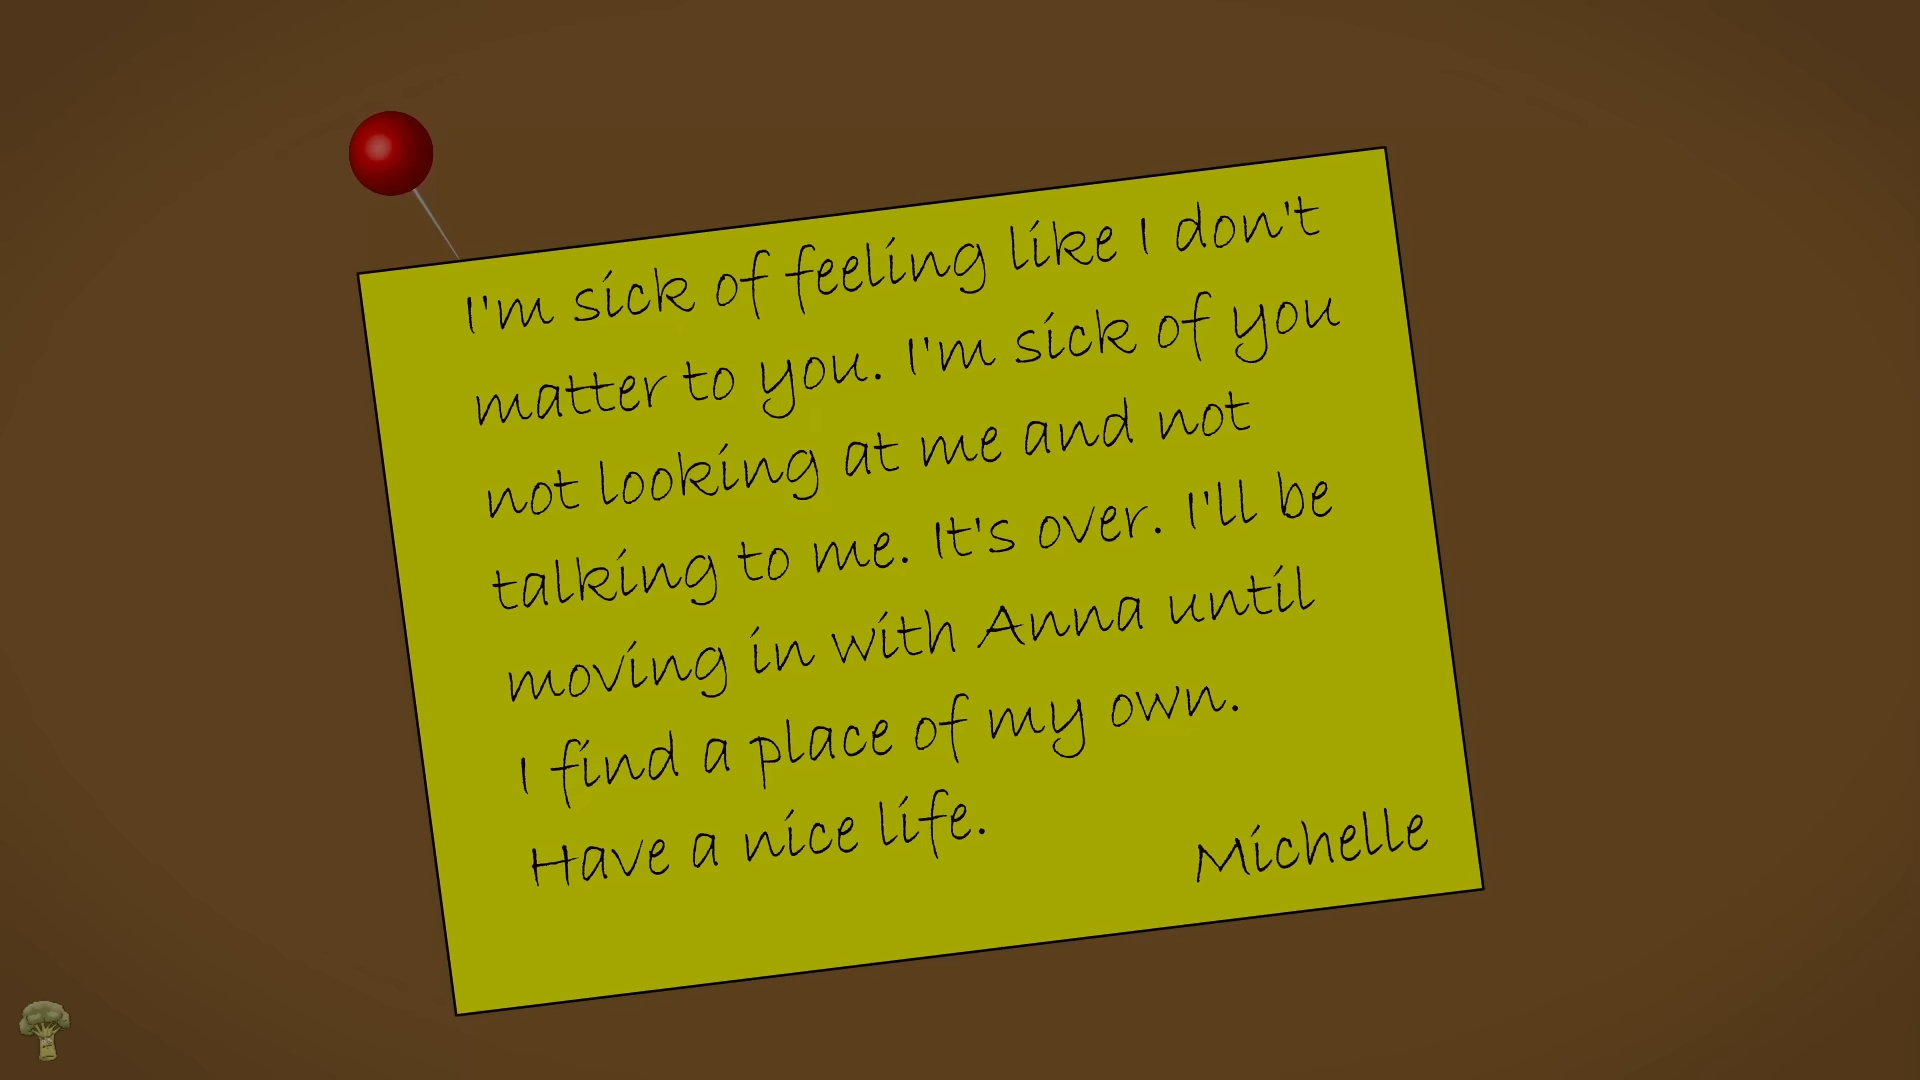 I'm sick of feeling like I don't
matter to you. I'm sick of you
not looking at me and not
talking to me. It's over. I'll be
moving in with Anna until
I find a place of my own.
Have a nice life.
Michelle